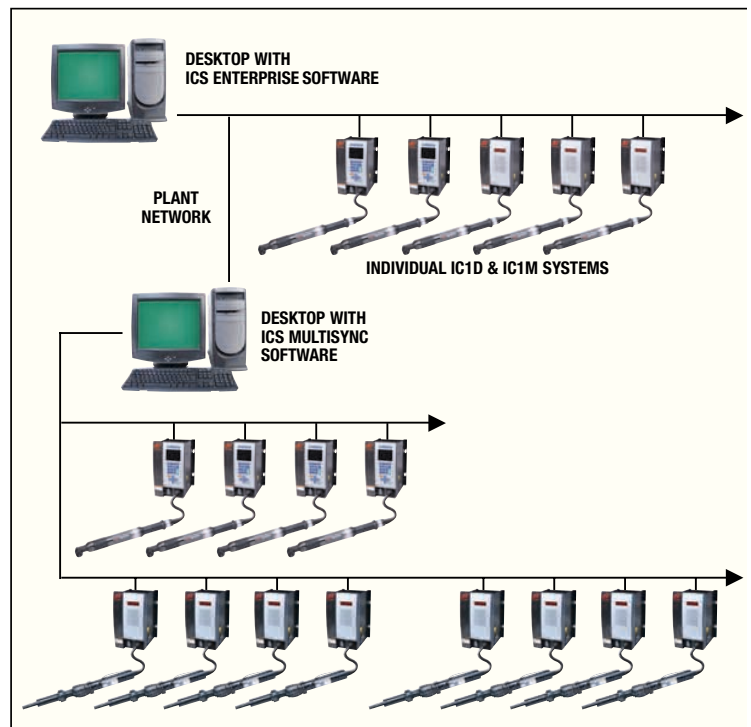 DESKTOP WITH
ICS ENTERPRISE SOFTWARE
PLANT
NETWORK
INDIVIDUAL IC1D & IC1M SYSTEMS
DESKTOP WITH
ICS MULTISYNC
SOFTWARE